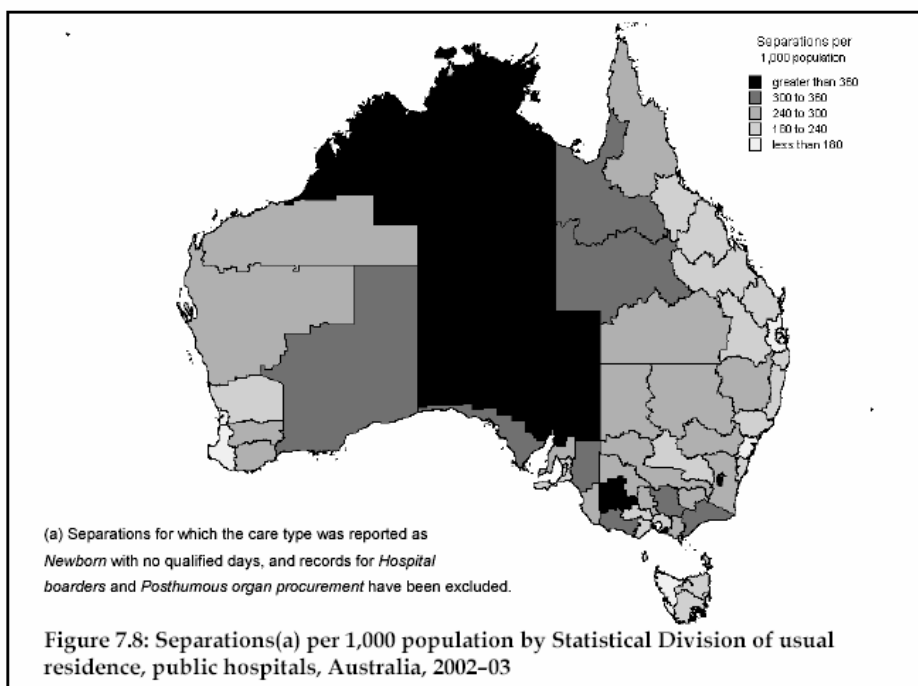 Separations per
1,000 population
greater than 360
300 to 360
240 to 300
180 to 240
less than 180
(a) Separations for which the care type was reported as
Newborn with no qualified days, and records for Hospital
boarders and Posthumous organ procurement have been excluded.
Figure 7.8: Separations(a) per 1,000 population by Statistical Division of usual
residence, public hospitals, Australia, 2002–03